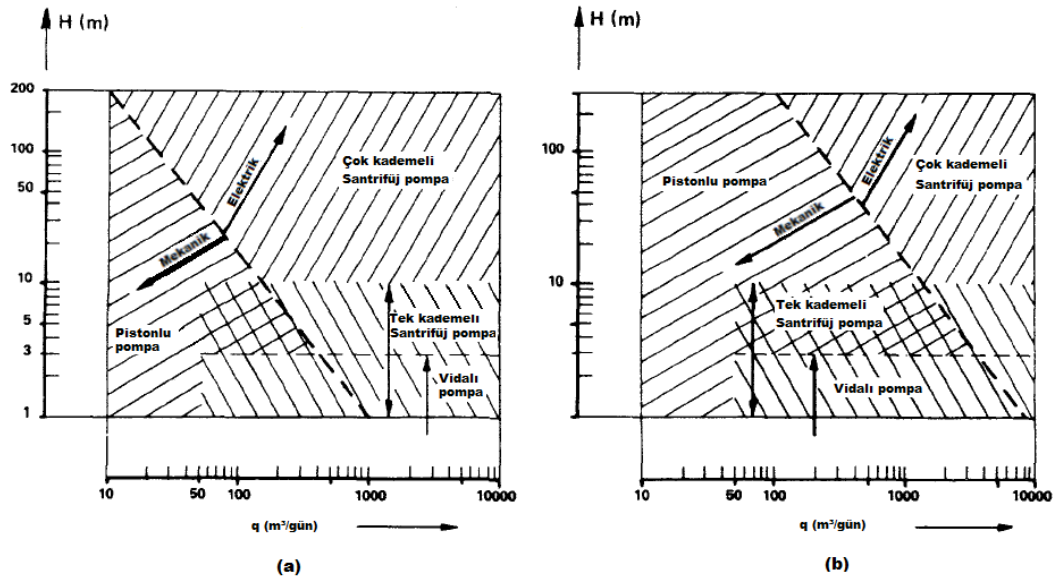 H (m)
200
100
50
10
5
3
1
Elektrik
Mekanik
Çok kademeli
Santrifüj pompa
Pistonlu
pompa
Tek kademeli
Santrifüj pompa
Vidalı
pompa
10
50
100
1000
10000
q (m³/gün)
(a)
H (m)
100
10
Pistonlu pompa
Elektrik
Mekanik
Çok kademeli
Santrifüj pompa
Tek kademeli
Santrifüj pompa
Vidalı pompa
10
50
100
1000
10000
q (m³/gün)
(b)